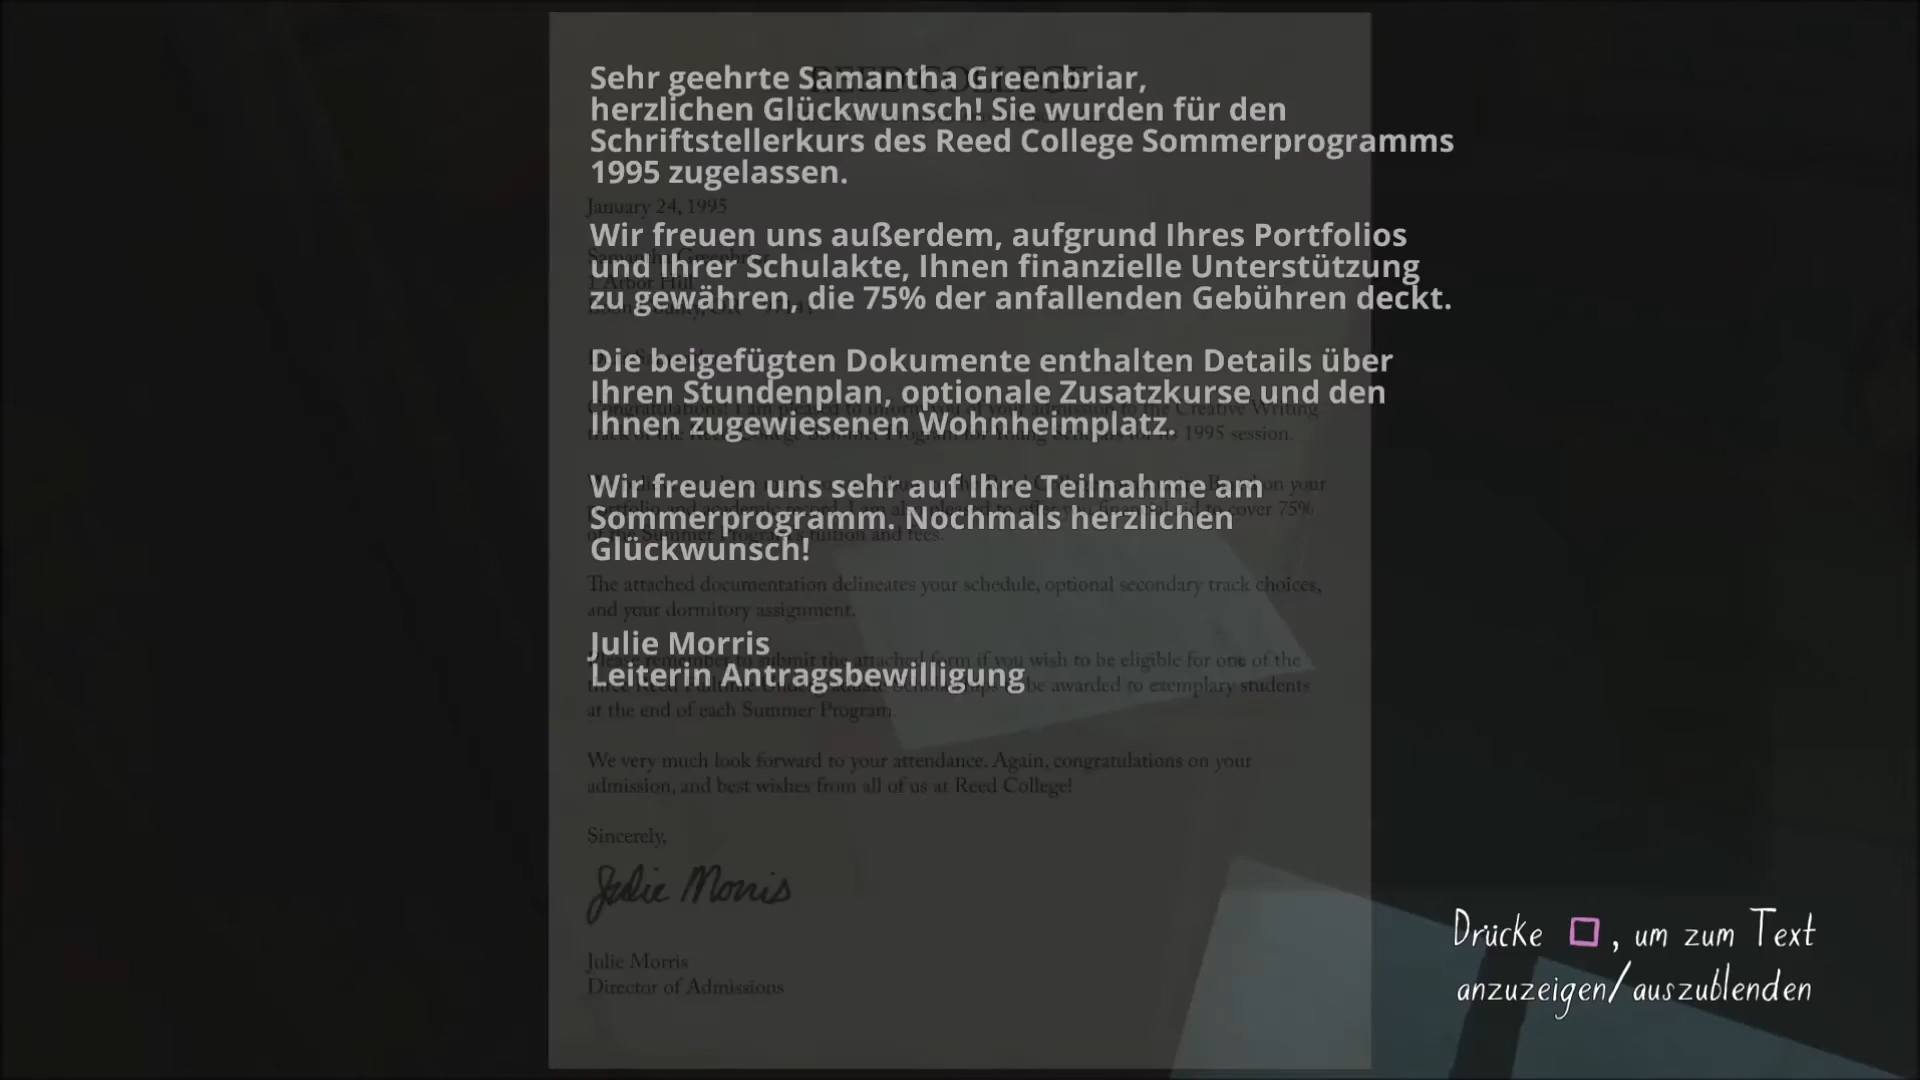 Sehr geehrte Samantha Greenbriar,
herzlichen Glückwunsch! Sie wurden für den
Schriftstellerkurs des Reed College Sommerprogramms
1995 zugelassen.
January 24, 1995
Wir freuen uns außerdem, aufgrund Ihres Portfolios
und Ihrer Schulakte, Ihnen finanzielle Unterstützung
zu gewähren, die 75% der anfallenden Gebühren deckt.
Die beigefügten Dokumente enthalten Details über
Ihren Stundenplan, optionale Zusatzkurse und den
Ihnen zugewiesenen Wohnheimplatz.
Wir freuen uns sehr auf Ihre Teilnahme am
Sommerprogramm. Nochmals herzlichen
Glückwunsch!
The attached documentation delineates your schedule, optional secondary track choices,
and your dormitory assignment.
Julie Morris
Leiterin Antragsbewilligung
at the end of each Summer Program.
We very much look forward to your attendance. Again, congratulations on your
admission, and best wishes from all of us at Reed College!
Sincerely,
Julie Morris
Julie Morris
Director of Admissions
Drücke , um zum Text
anzuzeigen/auszublenden